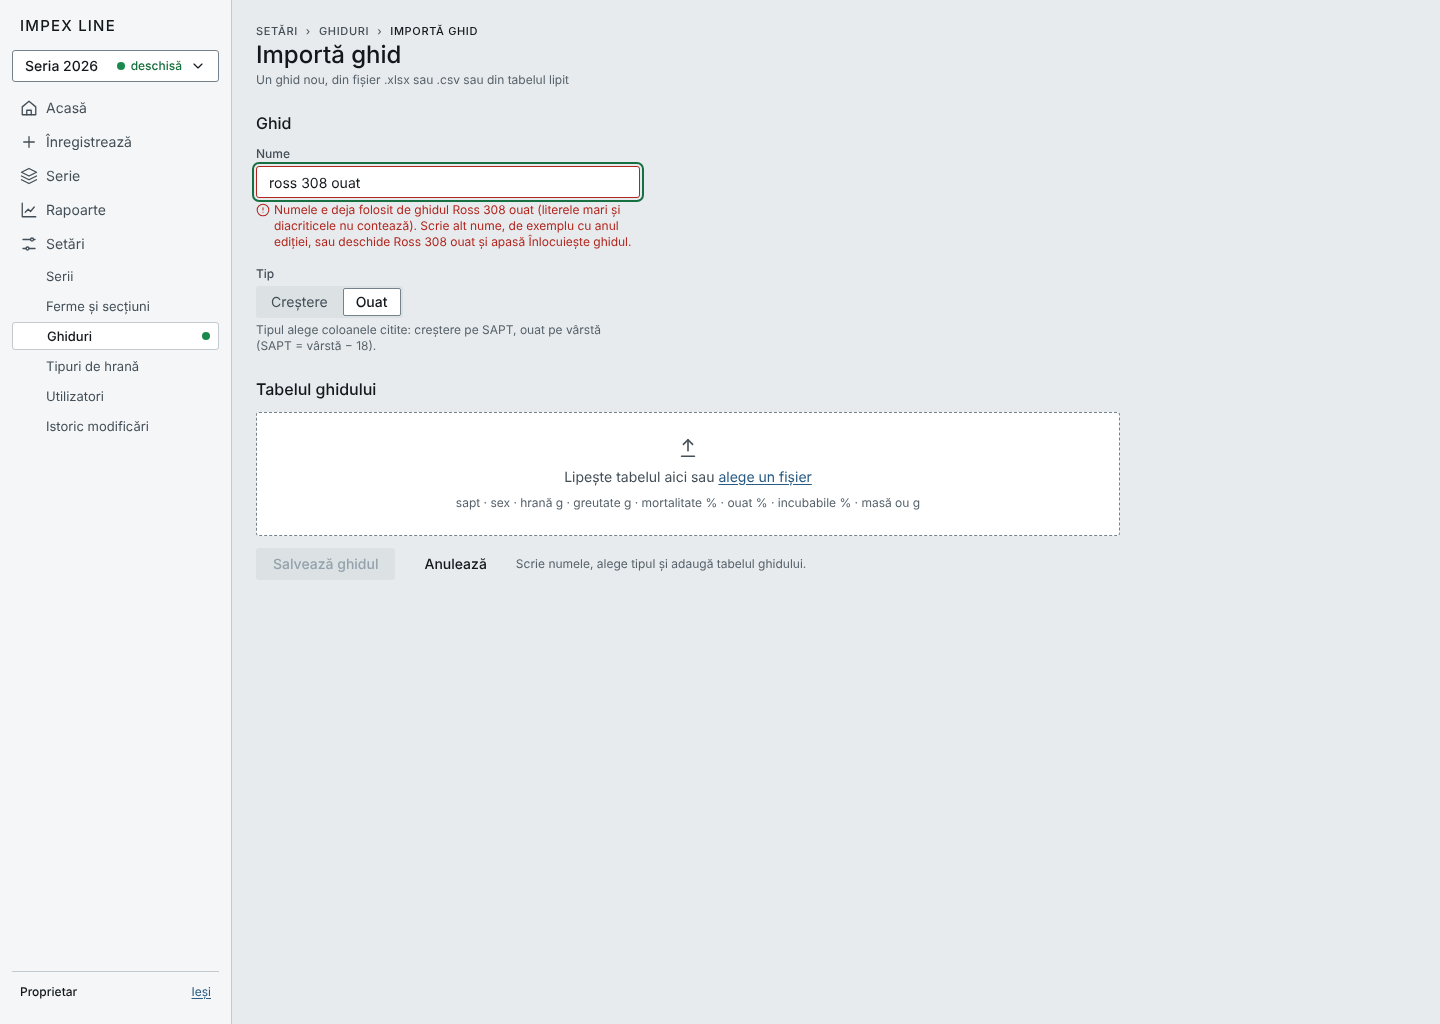 IMPEX LINE
Seria 2026 deschisă
Acasă
Înregistrează
Serie
Rapoarte
Setări
Serii
Ferme și secțiuni
Ghiduri
Tipuri de hrană
Utilizatori
Istoric modificări
Proprietar Ieși
SETĂRI › GHIDURI › IMPORTĂ GHID
Importă ghid
Un ghid nou, din fișier .xlsx sau .csv sau din tabelul lipit
Ghid
Nume
ross 308 ouat
Numele e deja folosit de ghidul Ross 308 ouat (literele mari și
diacriticele nu contează). Scrie alt nume, de exemplu cu anul
ediției, sau deschide Ross 308 ouat și apasă Înlocuiește ghidul.
Tip
Creștere Ouat
Tipul alege coloanele citite: creștere pe SAPT, ouat pe vârstă
(SAPT = vârstă − 18).
Tabelul ghidului
Lipește tabelul aici sau alege un fișier
sapt · sex · hrană g · greutate g · mortalitate % · ouat % · incubabile % · masă ou g
Salvează ghidul Anulează Scrie numele, alege tipul și adaugă tabelul ghidului.